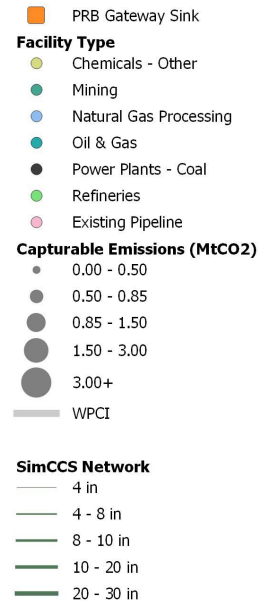 PRB Gateway Sink
Facility Type
Chemicals - Other
Mining
Natural Gas Processing
Oil & Gas
Power Plants - Coal
Refineries
Existing Pipeline
Capturable Emissions (MtCO2)
0.00 - 0.50
0.50 - 0.85
0.85 - 1.50
1.50 - 3.00
3.00+
WPCI
SimCCS Network
4 in
4 - 8 in
8 - 10 in
10 - 20 in
20 - 30 in